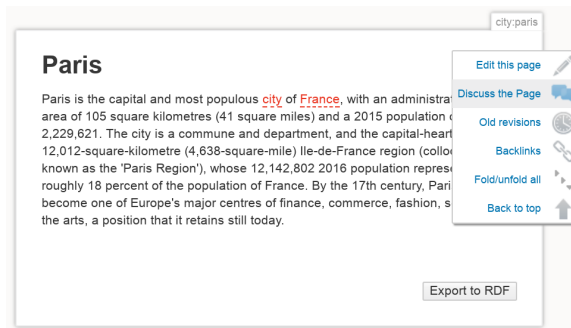 city:paris
Paris
Paris is the capital and most populous city of France, with an administra
area of 105 square kilometres (41 square miles) and a 2015 population
2,229,621. The city is a commune and department, and the capital-heart
12,012-square-kilometre (4,638-square-mile) Ile-de-France region (collo
known as the 'Paris Region'), whose 12,142,802 2016 population repres
roughly 18 percent of the population of France. By the 17th century, Pari
become one of Europe's major centres of finance, commerce, fashion, s
the arts, a position that it retains still today.
Edit this page
Discuss the Page
Old revisions
Backlinks
Fold/unfold all
Back to top
Export to RDF